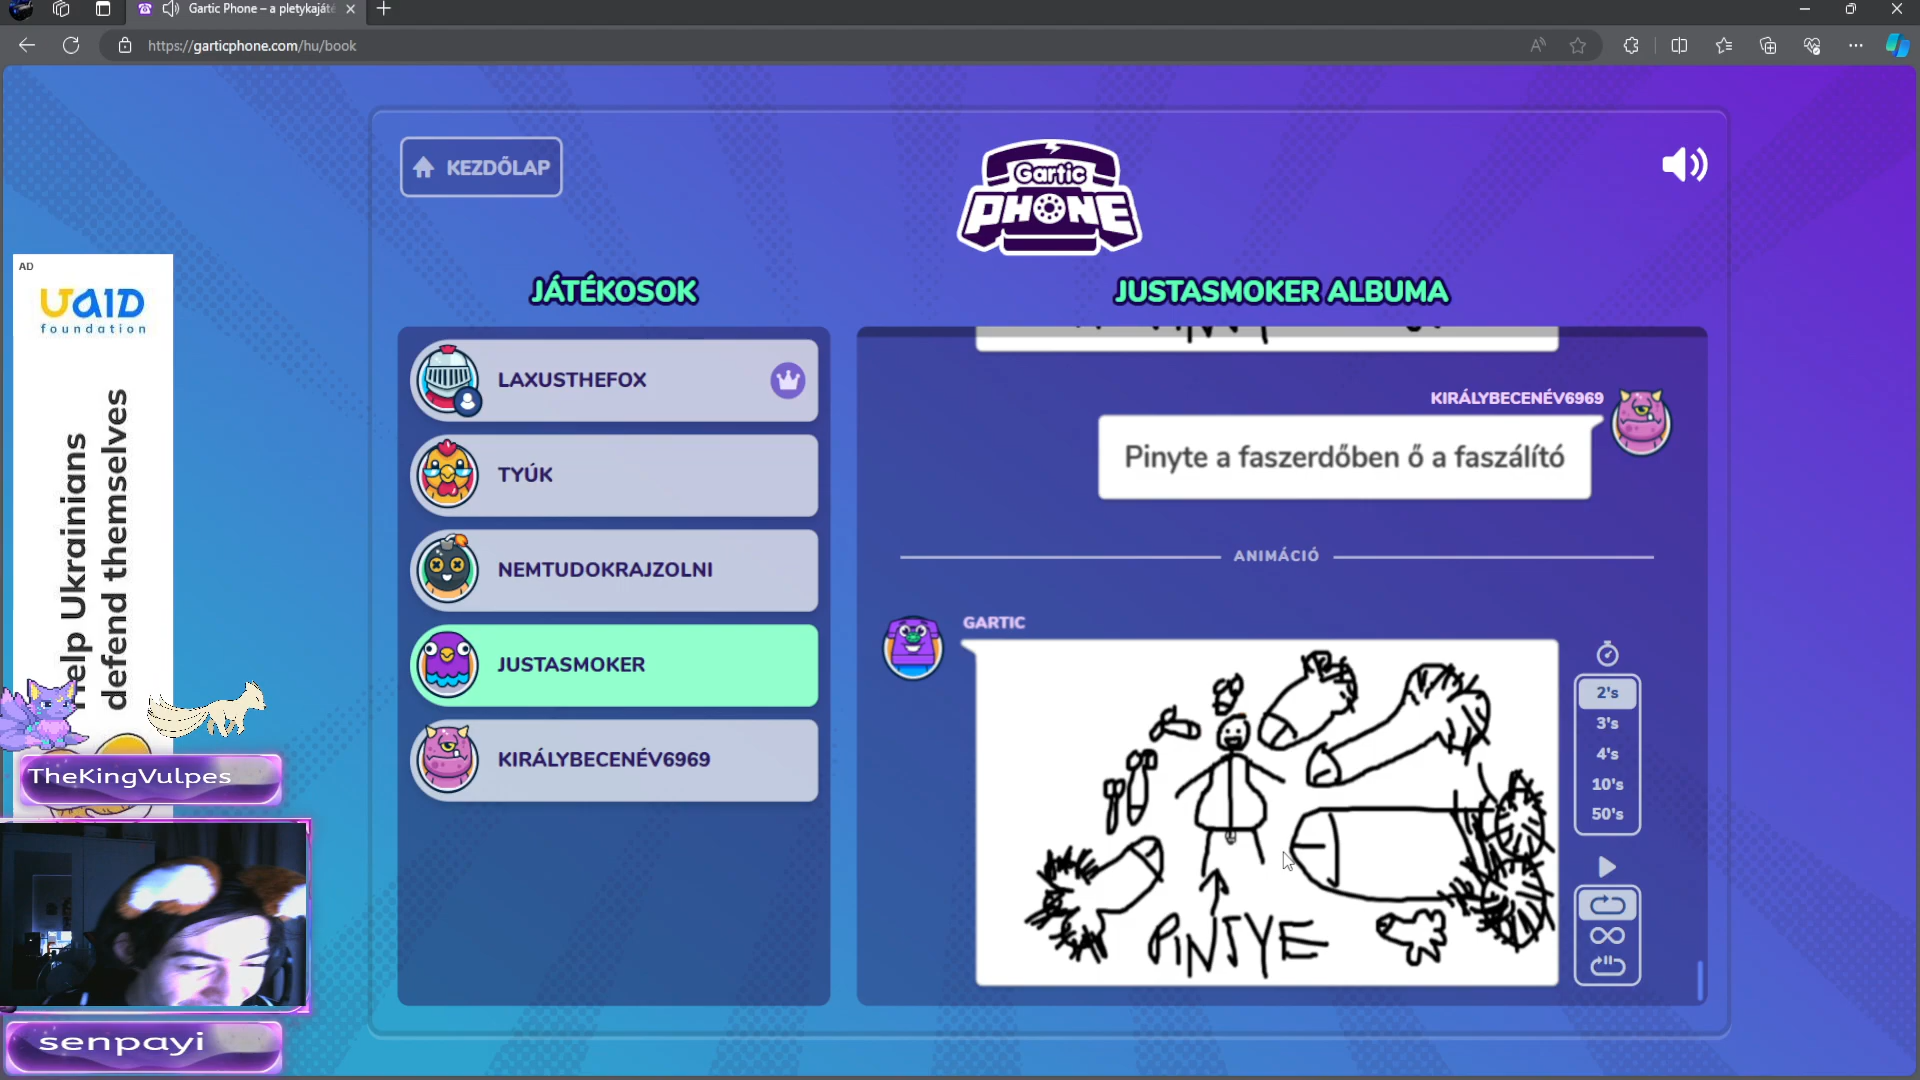 Gartic Phone – a pletykajáté
https://garticphone.com/hu/book
KEZDŐLAP
Gartic
PHONE
AD
UAID
foundation
Help Ukrainians
defend themselves
JÁTÉKOSOK
LAXUSTHEFOX
TYÚK
NEMTUDOKRAJZOLNI
JUSTASMOKER
KIRÁLYBECENÉV6969
JUSTASMOKER ALBUMA
KIRÁLYBECENÉV6969
Pinyte a faszerdőben ő a faszálító
ANIMÁCIÓ
GARTIC
PINTYE
2's
3's
4's
10's
50's
TheKingVulpes
senpayi